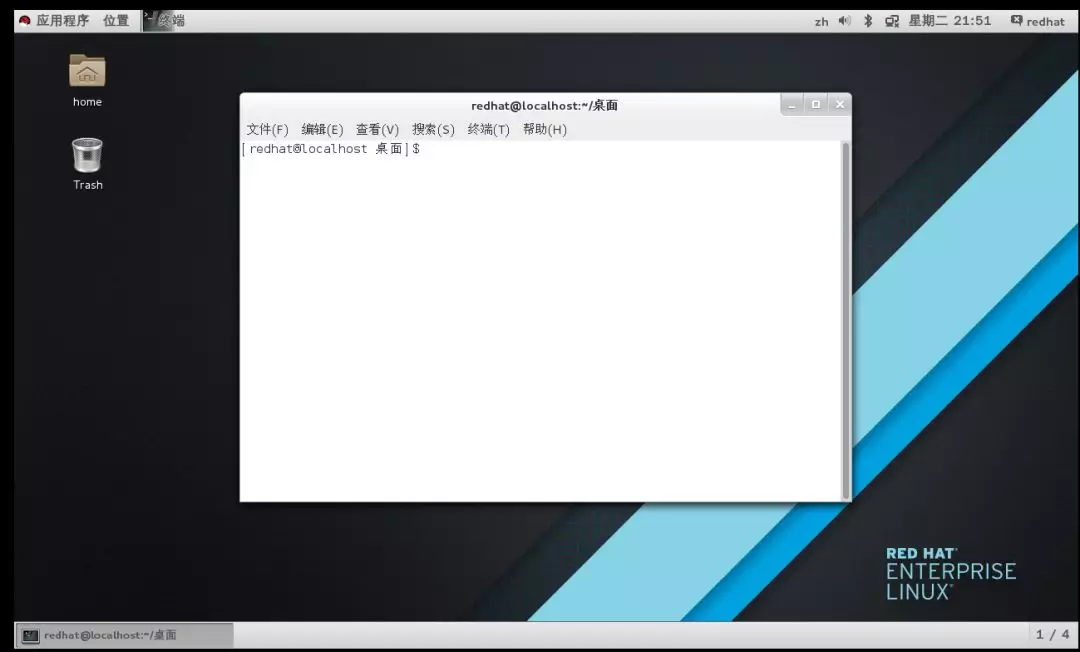 应用程序 位置 终端 zh 星期二 21:51 redhat
home
Trash
redhat@localhost:~/桌面
文件(F) 编辑(E) 查看(V) 搜索(S) 终端(T) 帮助(H)
[redhat@localhost 桌面]$
RED HAT
ENTERPRISE
LINUX
redhat@localhost:~/桌面 1 / 4